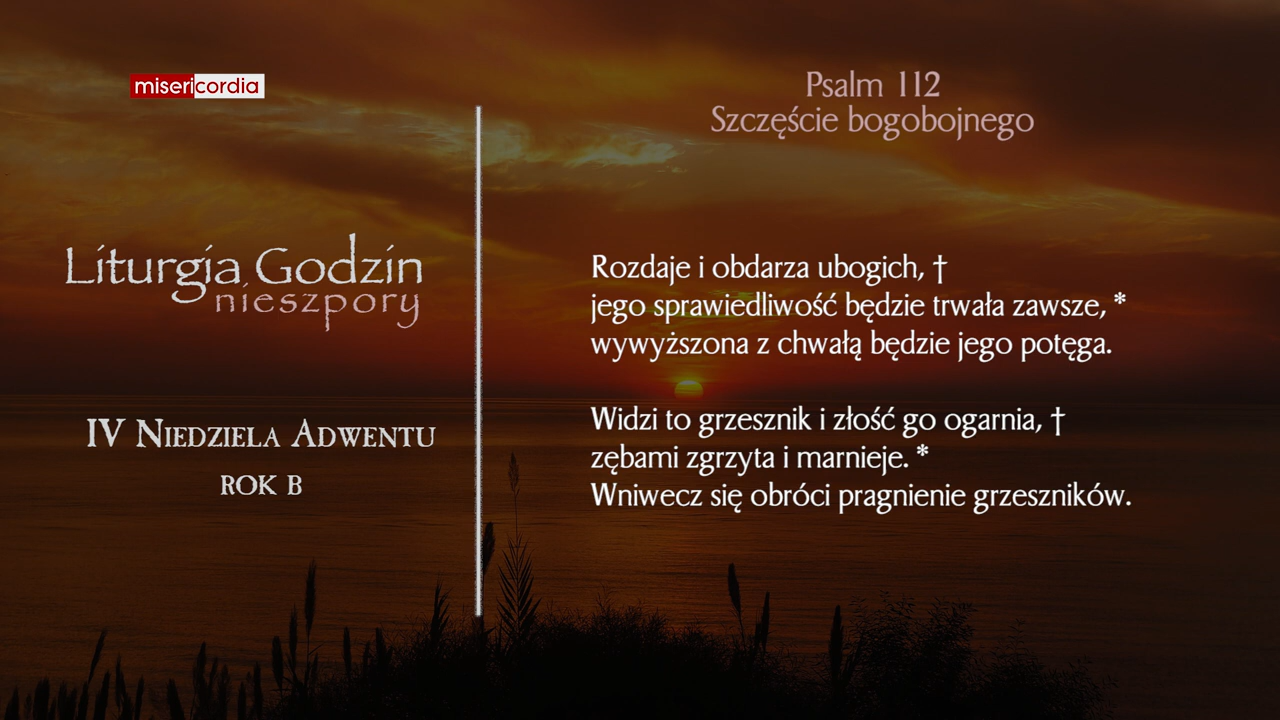 misericordia
Liturgia Godzin
nieszpory
IV Niedziela Adwentu
rok B
Psalm 112
Szczęście bogobojnego
Rozdaje i obdarza ubogich, †
jego sprawiedliwość będzie trwała zawsze, *
wywyższona z chwałą będzie jego potęga.
Widzi to grzesznik i złość go ogarnia, †
zębami zgrzyta i marnieje. *
Wniwecz się obróci pragnienie grzeszników.